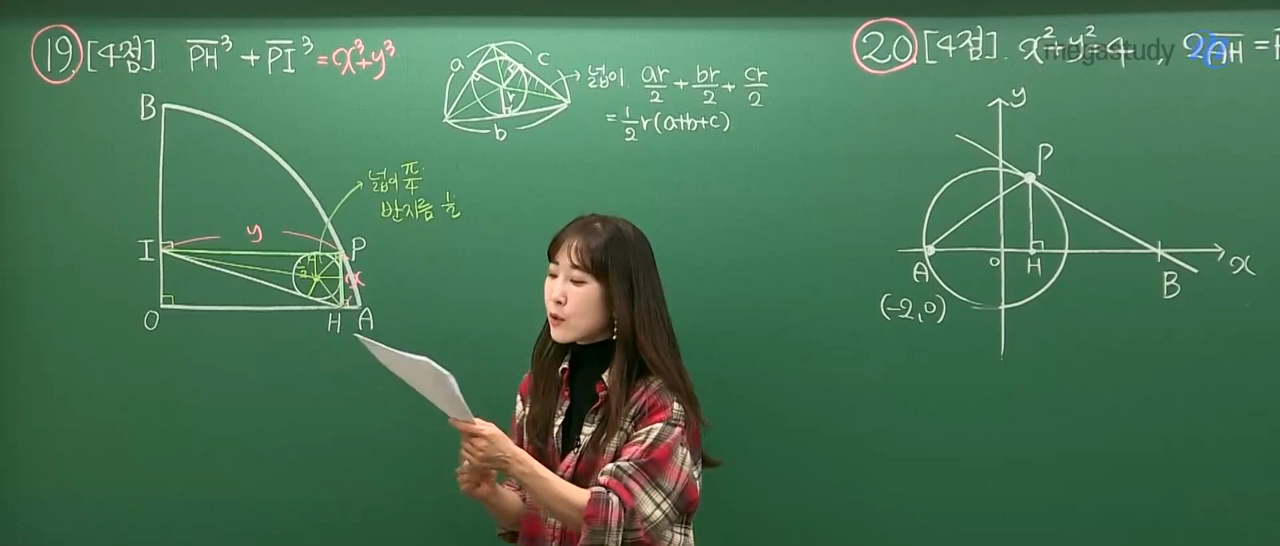 19. [4점] PH³ + PI³ = x³+y³
a
c
r
b
넓이 ar/2 + br/2 + cr/2
= 1/2 r(a+b+c)
B
넓이 π/4
반지름 1/2
y
I
P
x
O
H
A
20. [4점]. x²+y²=4 2AH =
megastudy
y
P
A
o
H
B
x
(-2,0)